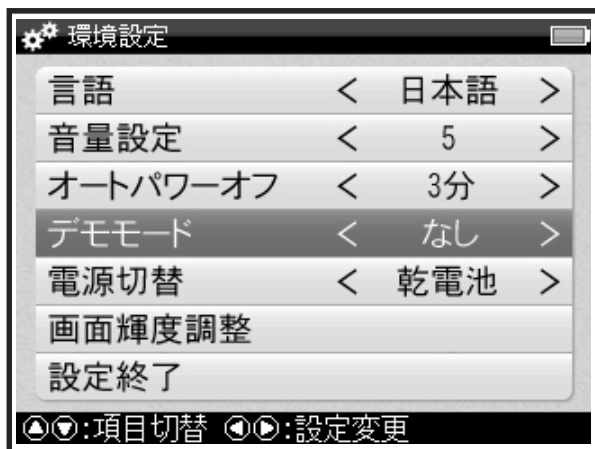 環境設定
言語 < 日本語 >
音量設定 < 5 >
オートパワーオフ < 3分 >
デモモード < なし >
電源切替 < 乾電池 >
画面輝度調整
設定終了
▲▼:項目切替 ◀▶:設定変更